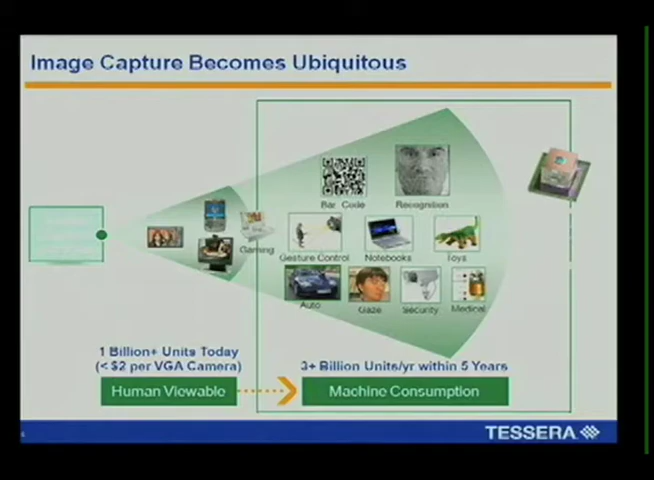 Image Capture Becomes Ubiquitous
Bar Code
Recognition
Gaming
Gesture Control
Notebooks
Toys
Auto
Gaze
Security
Medical
1 Billion+ Units Today
(< $2 per VGA Camera)
3+ Billion Units/yr within 5 Years
Human Viewable
Machine Consumption
TESSERA